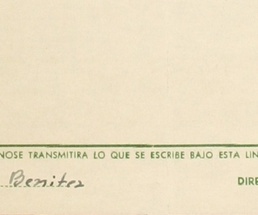 NOSE TRANSMITIRA LO QUE SE ESCRIBE BAJO ESTA LIN
Benitez DIRE